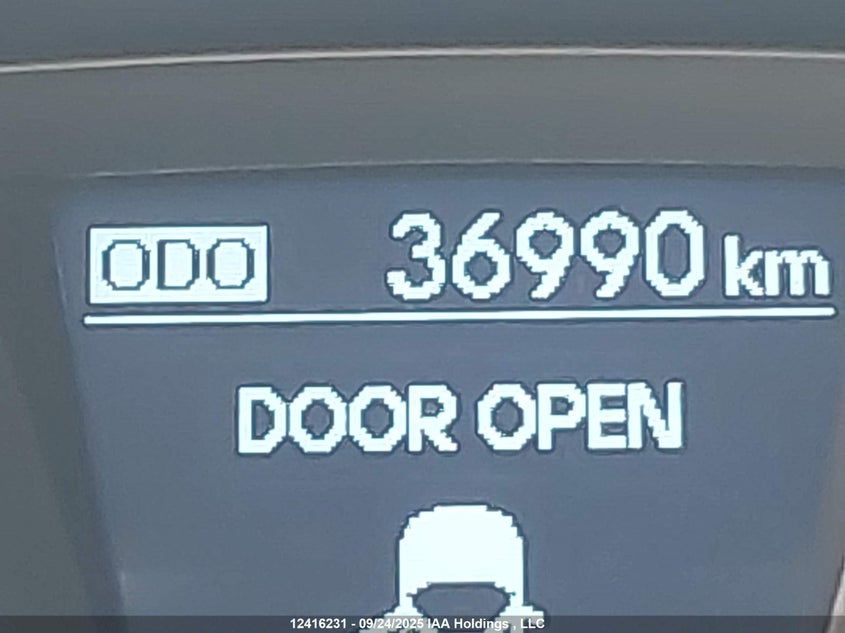 ODO 36990 km
DOOR OPEN
12416231 - 09/24/2025 IAA Holdings , LLC